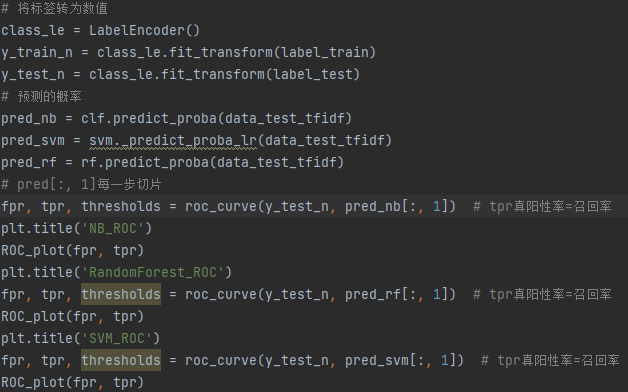 # 将标签转为数值
class_le = LabelEncoder()
y_train_n = class_le.fit_transform(label_train)
y_test_n = class_le.fit_transform(label_test)
# 预测的概率
pred_nb = clf.predict_proba(data_test_tfidf)
pred_svm = svm._predict_proba_lr(data_test_tfidf)
pred_rf = rf.predict_proba(data_test_tfidf)
# pred[:, 1]每一步切片
fpr, tpr, thresholds = roc_curve(y_test_n, pred_nb[:, 1])  # tpr真阳性率=召回率
plt.title('NB_ROC')
ROC_plot(fpr, tpr)
plt.title('RandomForest_ROC')
fpr, tpr, thresholds = roc_curve(y_test_n, pred_rf[:, 1])  # tpr真阳性率=召回率
ROC_plot(fpr, tpr)
plt.title('SVM_ROC')
fpr, tpr, thresholds = roc_curve(y_test_n, pred_svm[:, 1])  # tpr真阳性率=召回率
ROC_plot(fpr, tpr)